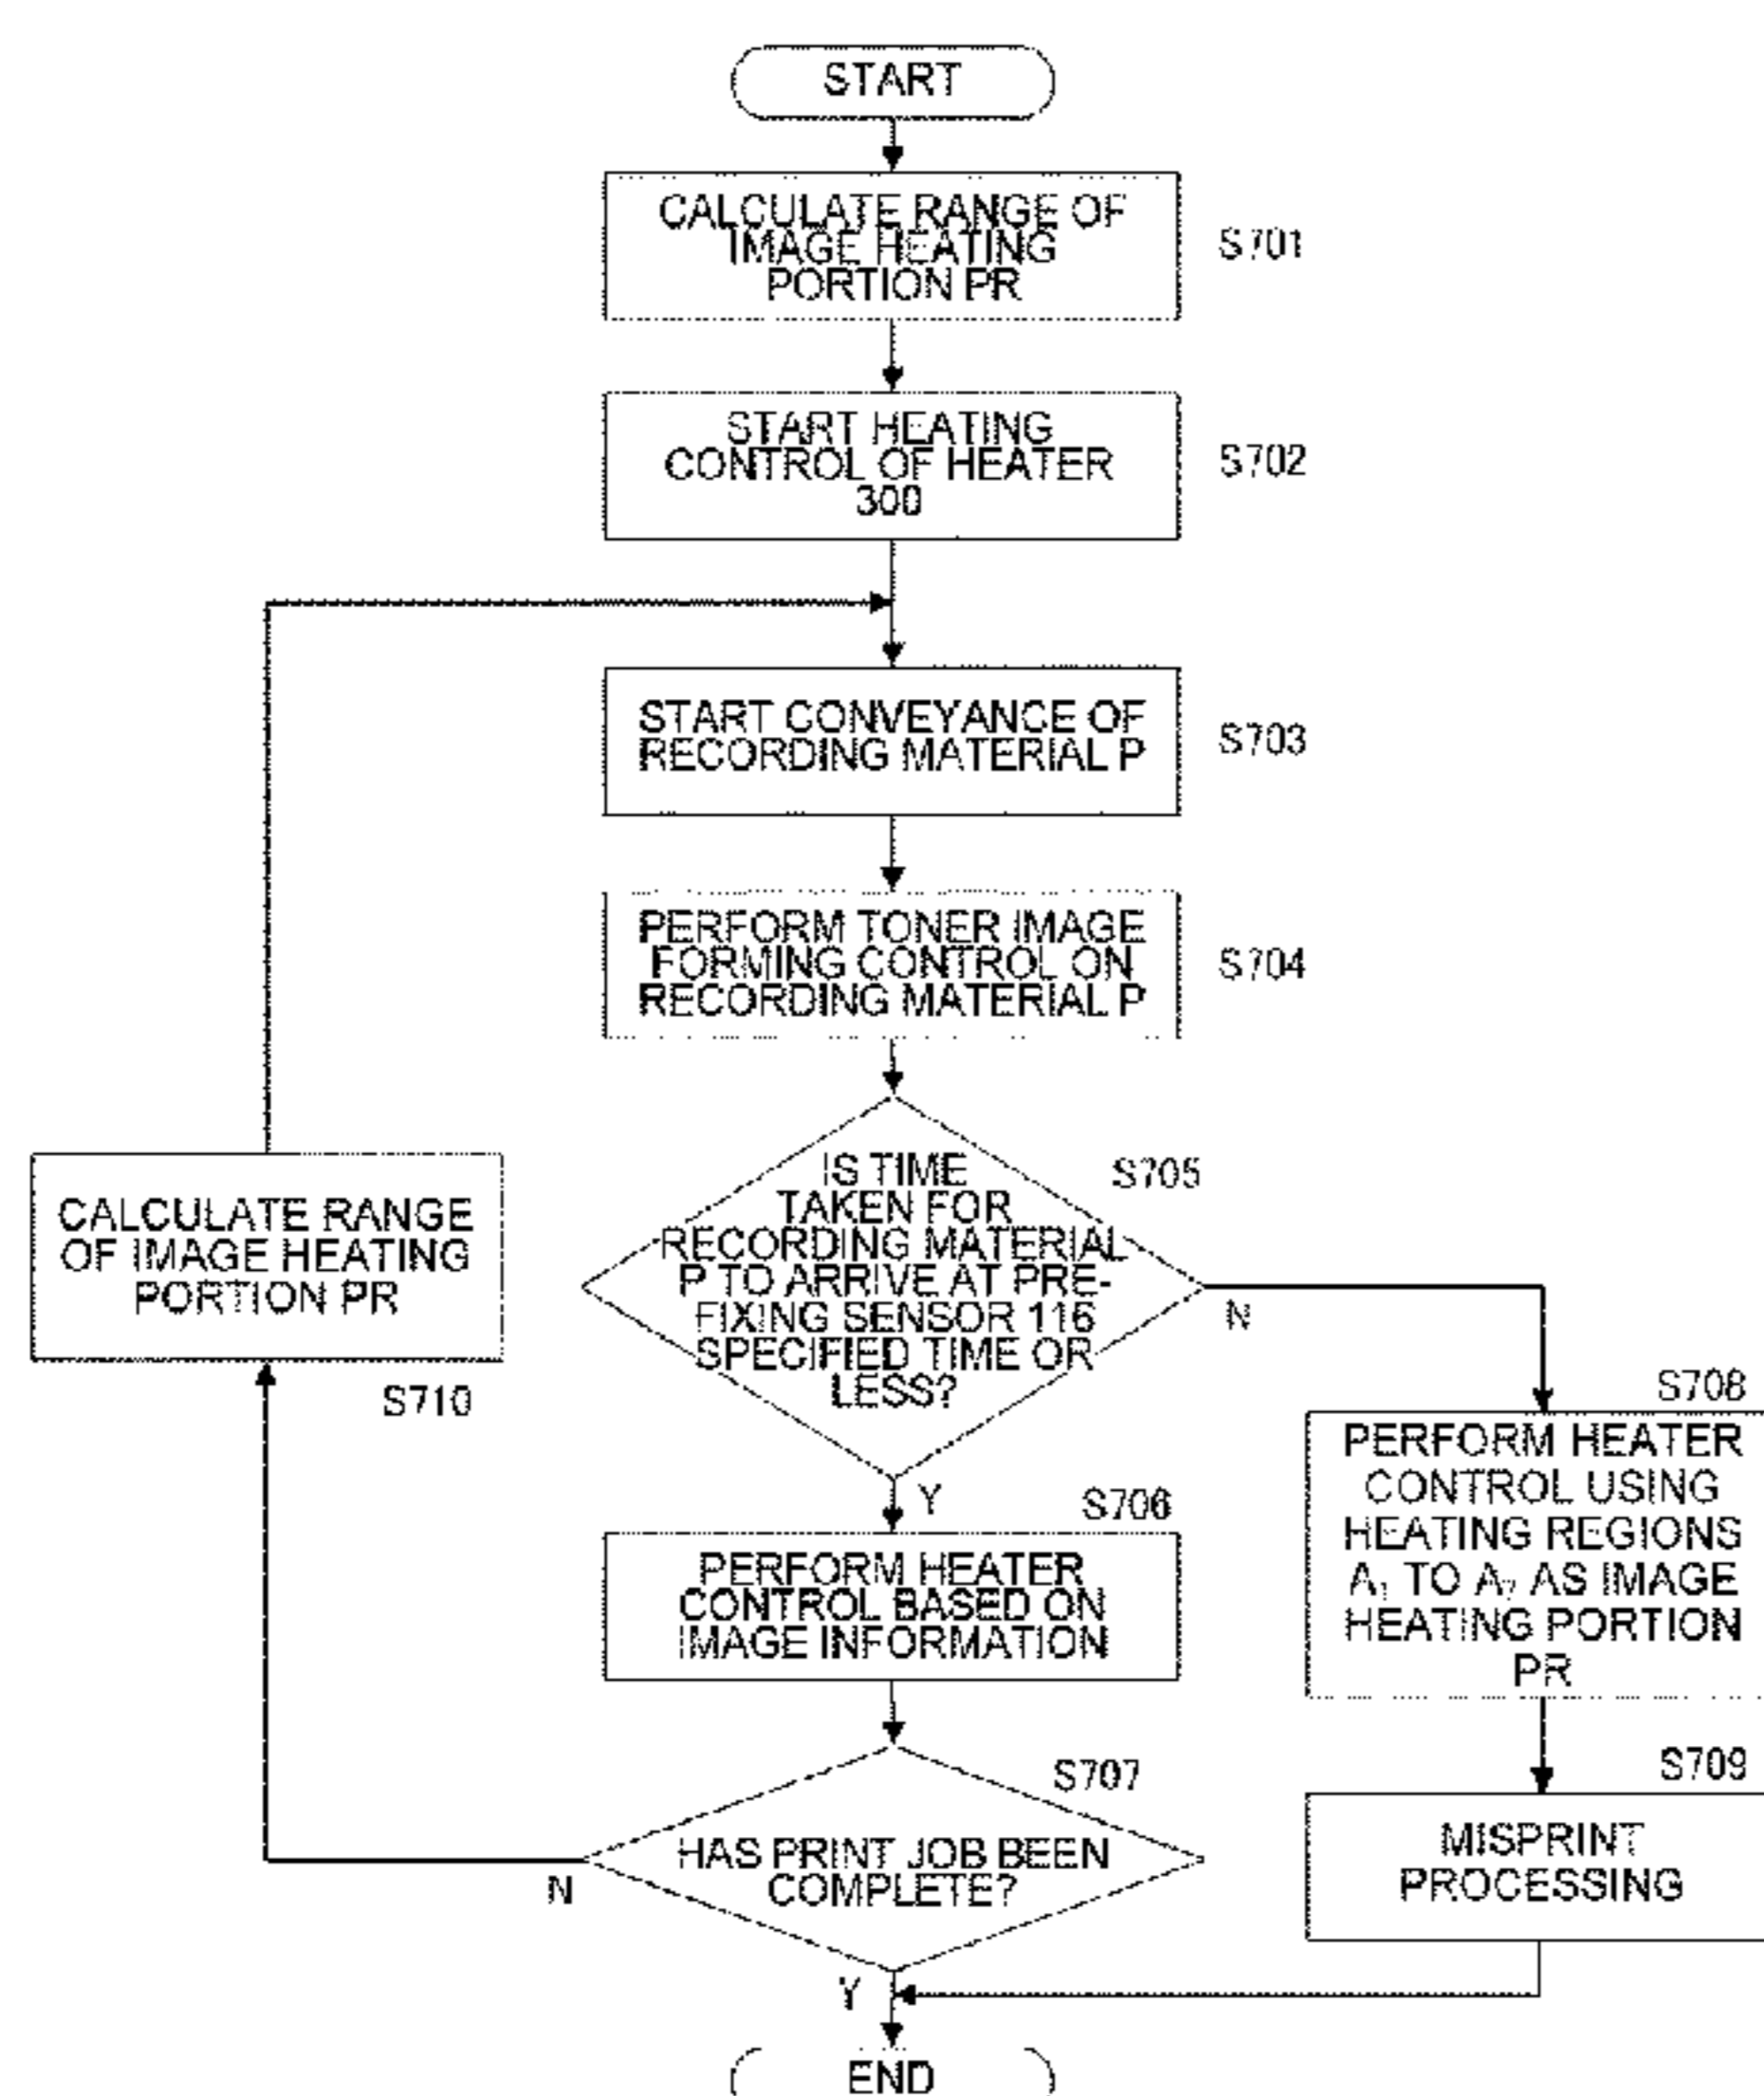 START
CALCULATE RANGE OF
IMAGE HEATING
PORTION PR
S701
START HEATING
CONTROL OF HEATER
300
S702
START CONVEYANCE OF
RECORDING MATERIAL P
S703
PERFORM TONER IMAGE
FORMING CONTROL ON
RECORDING MATERIAL P
S704
IS TIME
TAKEN FOR
RECORDING MATERIAL
P TO ARRIVE AT PRE-
FIXING SENSOR 115
SPECIFIED TIME OR
LESS?
S705
N
Y
PERFORM HEATER
CONTROL BASED ON
IMAGE INFORMATION
S706
HAS PRINT JOB BEEN
COMPLETE?
S707
N
Y
PERFORM HEATER
CONTROL USING
HEATING REGIONS
A₁ TO A₇ AS IMAGE
HEATING PORTION
PR
S708
MISPRINT
PROCESSING
S709
CALCULATE RANGE
OF IMAGE HEATING
PORTION PR
S710
END